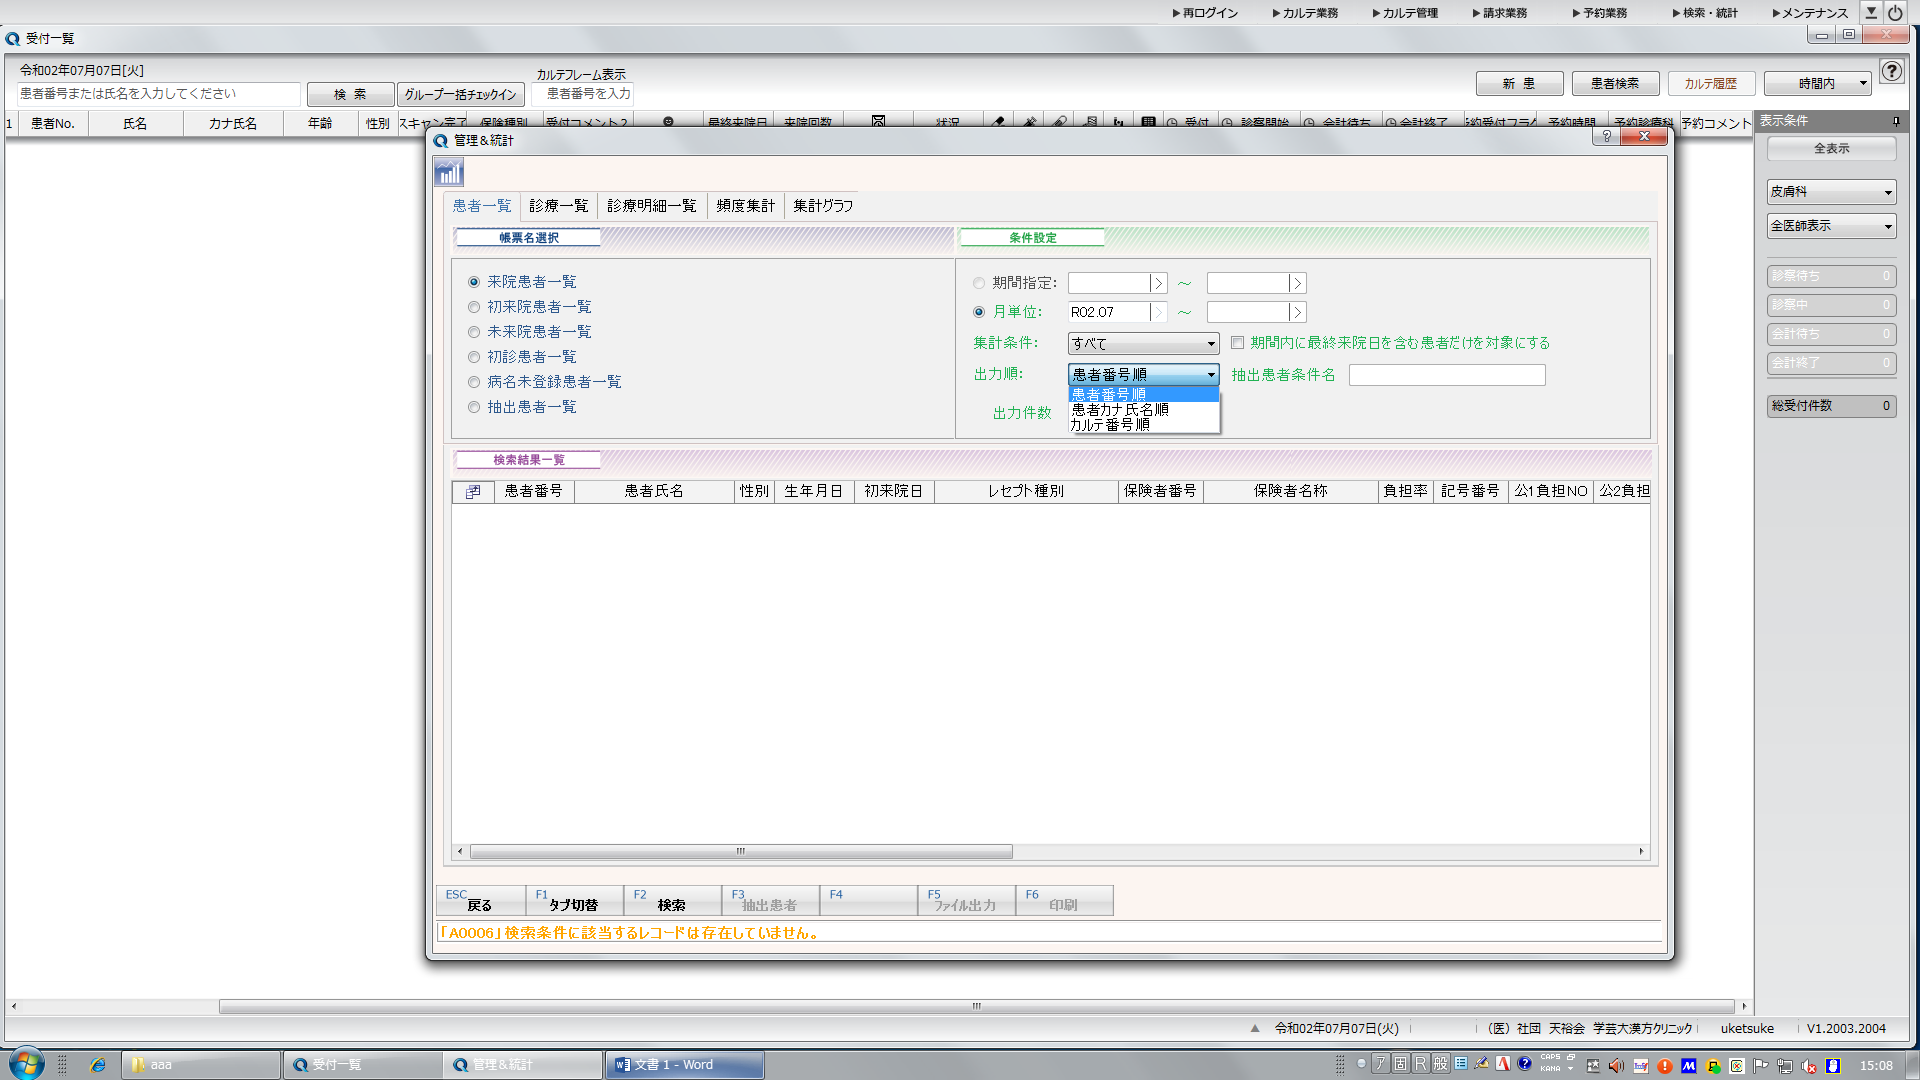 ▶再ログイン ▶カルテ業務 ▶カルテ管理 ▶請求業務 ▶予約業務 ▶検索・統計 ▶メンテナンス
受付一覧
令和02年07月07日[火]
患者番号または氏名を入力してください 検 索 グループ一括チェックイン
カルテフレーム表示
患者番号を入力
新 患 患者検索 カルテ履歴 時間内
1 患者No. 氏名 カナ氏名 年齢 性別 スキャン完了 保険種別 受付コメント2 最終来院日 来院回数 状況 受付 診察開始 会計待ち 会計終了 予約受付フラグ 予約時間 予約診療科 予約コメント
表示条件
全表示
皮膚科
全医師表示
診察待ち 0
診察中 0
会計待ち 0
会計終了 0
総受付件数 0
管理&統計
患者一覧 診療一覧 診療明細一覧 頻度集計 集計グラフ
帳票名選択 条件設定
来院患者一覧
初来院患者一覧
未来院患者一覧
初診患者一覧
病名未登録患者一覧
抽出患者一覧
期間指定: ～
月単位: R02.07 ～
集計条件: すべて 期間内に最終来院日を含む患者だけを対象にする
出力順: 患者番号順 抽出患者条件名
患者番号順
患者カナ氏名順
カルテ番号順
出力件数
検索結果一覧
患者番号 患者氏名 性別 生年月日 初来院日 レセプト種別 保険者番号 保険者名称 負担率 記号番号 公1負担NO 公2負担
ESC 戻る F1 タブ切替 F2 検索 F3 抽出患者 F4 F5 ファイル出力 F6 印刷
「A0006」検索条件に該当するレコードは存在していません。
令和02年07月07日(火) （医）社団 天裕会 学芸大漢方クリニック uketsuke V1.2003.2004
aaa 受付一覧 管理&統計 文書 1 - Word ア 固 R 般 CAPS KANA 15:08